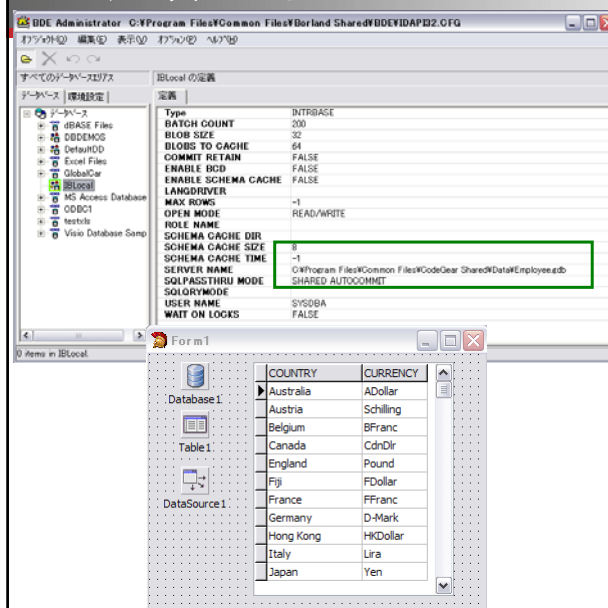 BDE Administrator C:¥Program Files¥Common Files¥Borland Shared¥BDE¥IDAPI32.CFG
ｵﾌﾞｼﾞｪｸﾄ(O) 編集(E) 表示(V) ｵﾌﾟｼｮﾝ(P) ﾍﾙﾌﾟ(H)
すべてのﾃﾞｰﾀﾍﾞｰｽｴﾘｱｽ IBLocal の定義
ﾃﾞｰﾀﾍﾞｰｽ 環境設定 定義
ﾃﾞｰﾀﾍﾞｰｽ
dBASE Files
DBDEMOS
DefaultDD
Excel Files
GlobalCar
IBLocal
MS Access Database
ODBC1
testxls
Visio Database Samp
Type INTRBASE
BATCH COUNT 200
BLOB SIZE 32
BLOBS TO CACHE 64
COMMIT RETAIN FALSE
ENABLE BCD FALSE
ENABLE SCHEMA CACHE FALSE
LANGDRIVER
MAX ROWS -1
OPEN MODE READ/WRITE
ROLE NAME
SCHEMA CACHE DIR
SCHEMA CACHE SIZE 8
SCHEMA CACHE TIME -1
SERVER NAME C:¥Program Files¥Common Files¥CodeGear Shared¥Data¥Employee.gdb
SQLPASSTHRU MODE SHARED AUTOCOMMIT
SQLQRYMODE
USER NAME SYSDBA
WAIT ON LOCKS FALSE
0 items in IBLocal.
Form1
Database1
Table1
DataSource1
COUNTRY CURRENCY
Australia ADollar
Austria Schilling
Belgium BFranc
Canada CdnDlr
England Pound
Fiji FDollar
France FFranc
Germany D-Mark
Hong Kong HKDollar
Italy Lira
Japan Yen